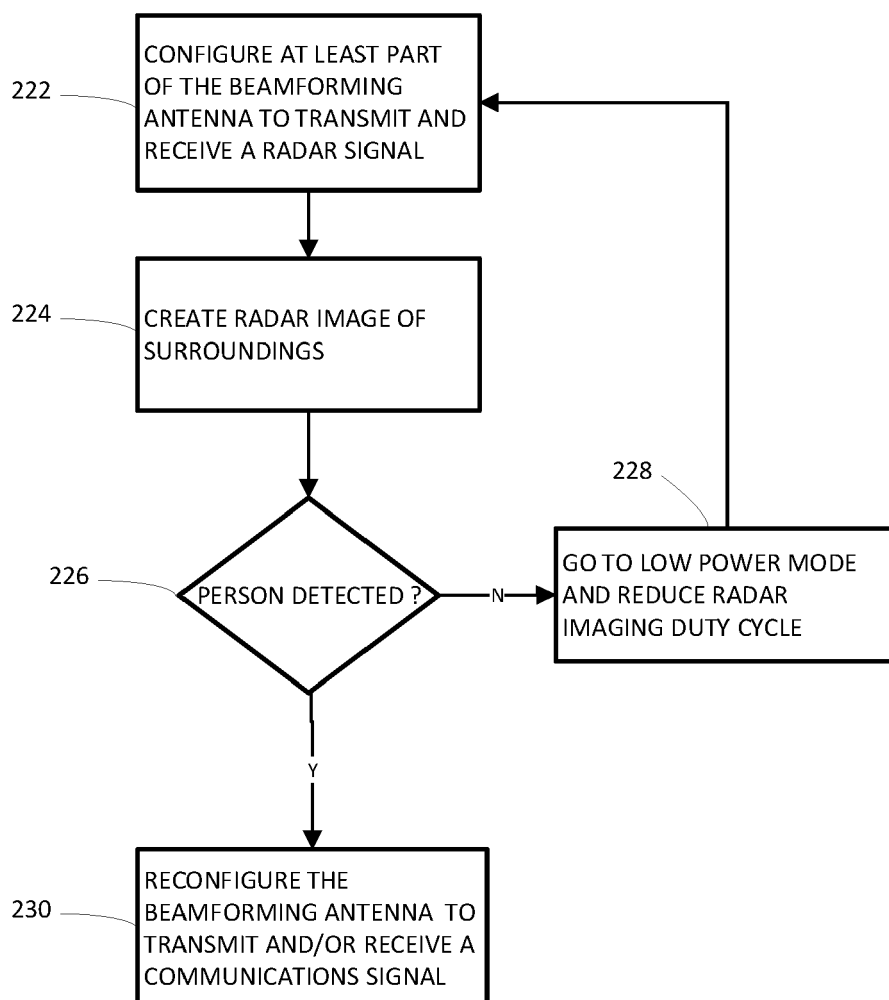 222
CONFIGURE AT LEAST PART
OF THE BEAMFORMING
ANTENNA TO TRANSMIT AND
RECEIVE A RADAR SIGNAL
224
CREATE RADAR IMAGE OF
SURROUNDINGS
226
PERSON DETECTED ?
N
228
GO TO LOW POWER MODE
AND REDUCE RADAR
IMAGING DUTY CYCLE
Y
230
RECONFIGURE THE
BEAMFORMING ANTENNA TO
TRANSMIT AND/OR RECEIVE A
COMMUNICATIONS SIGNAL